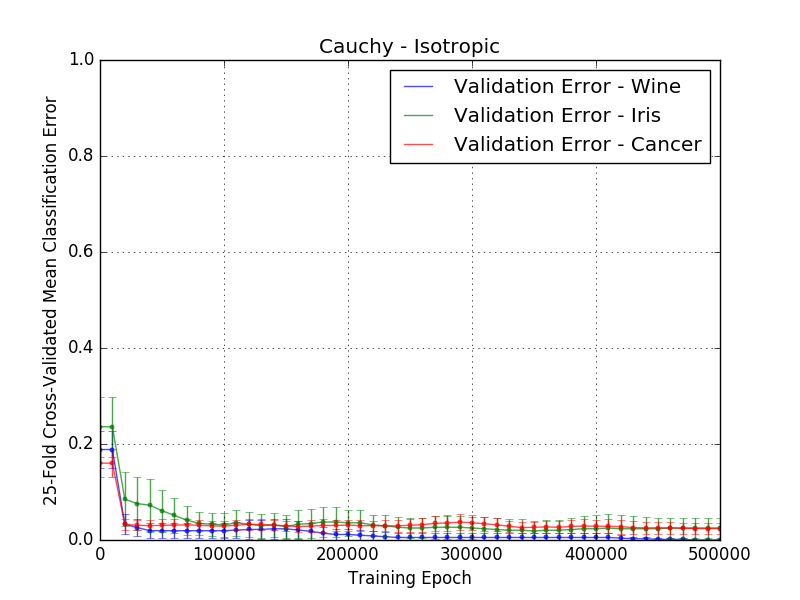 Cauchy - Isotropic
Validation Error - Wine
Validation Error - Iris
Validation Error - Cancer
25-Fold Cross-Validated Mean Classification Error
1.0
0.8
0.6
0.4
0.2
0.0
0 100000 200000 300000 400000 500000
Training Epoch